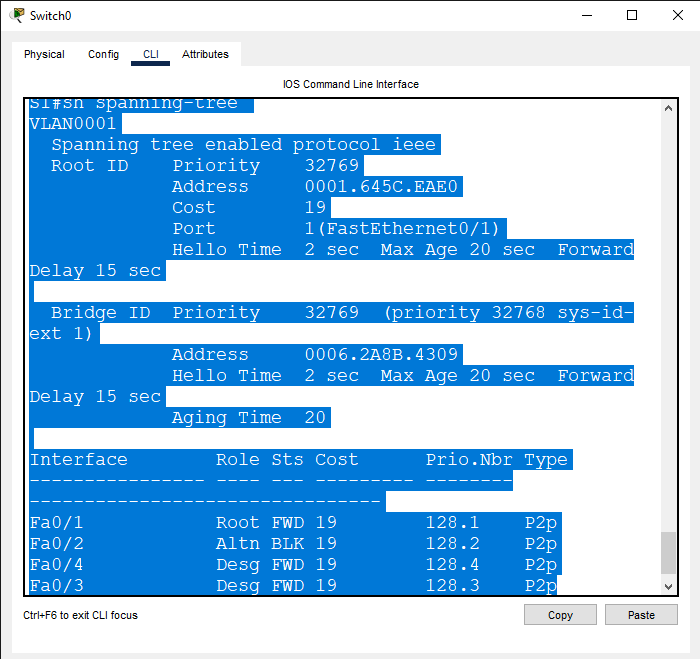 Switch0
Physical Config CLI Attributes
IOS Command Line Interface
S1#sh spanning-tree
VLAN0001
  Spanning tree enabled protocol ieee
  Root ID    Priority    32769
             Address     0001.645C.EAE0
             Cost        19
             Port        1(FastEthernet0/1)
             Hello Time  2 sec  Max Age 20 sec  Forward
Delay 15 sec
  Bridge ID  Priority    32769  (priority 32768 sys-id-
ext 1)
             Address     0006.2A8B.4309
             Hello Time  2 sec  Max Age 20 sec  Forward
Delay 15 sec
             Aging Time  20
Interface        Role Sts Cost      Prio.Nbr Type
---------------- ---- --- --------- --------
--------------------------------
Fa0/1            Root FWD 19        128.1    P2p
Fa0/2            Altn BLK 19        128.2    P2p
Fa0/4            Desg FWD 19        128.4    P2p
Fa0/3            Desg FWD 19        128.3    P2p
Ctrl+F6 to exit CLI focus
Copy Paste